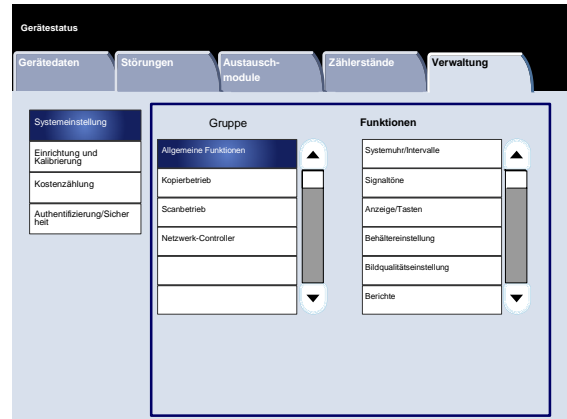 Gerätestatus
Gerätedaten
Störungen
Austausch-
module
Zählerstände
Verwaltung
Systemeinstellung
Einrichtung und
Kalibrierung
Kostenzählung
Authentifizierung/Sicher
heit
Gruppe
Allgemeine Funktionen
Kopierbetrieb
Scanbetrieb
Netzwerk-Controller
Funktionen
Systemuhr/Intervalle
Signaltöne
Anzeige/Tasten
Behältereinstellung
Bildqualitätseinstellung
Berichte